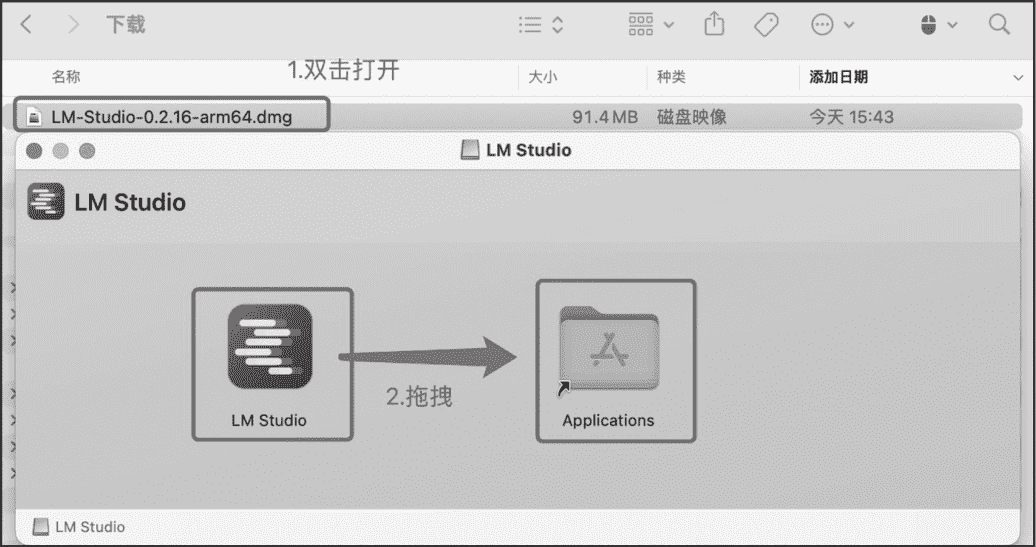 下载
名称
1.双击打开
大小
种类
添加日期
LM-Studio-0.2.16-arm64.dmg
91.4 MB
磁盘映像
今天 15:43
LM Studio
LM Studio
2.拖拽
LM Studio
Applications
LM Studio